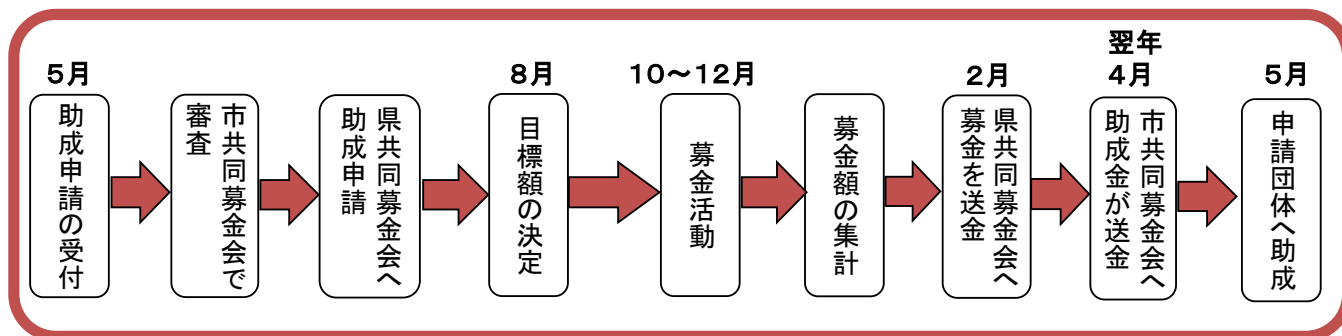 5月
助成申請の受付
市共同募金会で
審査
県共同募金会へ
助成申請
8月
目標額の決定
10～12月
募金活動
募金額の集計
2月
県共同募金会へ
募金を送金
翌年
4月
市共同募金会へ
助成金が送金
5月
申請団体へ助成